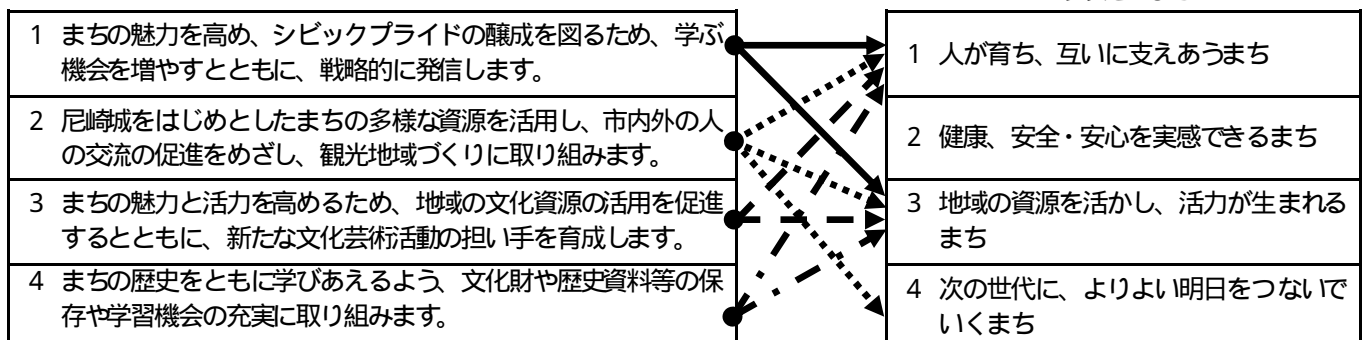 1 まちの魅力を高め、シビックプライドの醸成を図るため、学ぶ
機会を増やすとともに、戦略的に発信します。
2 尼崎城をはじめとしたまちの多様な資源を活用し、市内外の人
の交流の促進をめざし、観光地域づくりに取り組みます。
3 まちの魅力と活力を高めるため、地域の文化資源の活用を促進
するとともに、新たな文化芸術活動の担い手を育成します。
4 まちの歴史をともに学びあえるよう、文化財や歴史資料等の保
存や学習機会の充実に取り組みます。
1 人が育ち、互いに支えあうまち
2 健康、安全・安心を実感できるまち
3 地域の資源を活かし、活力が生まれる
まち
4 次の世代に、よりよい明日をつないで
いくまち